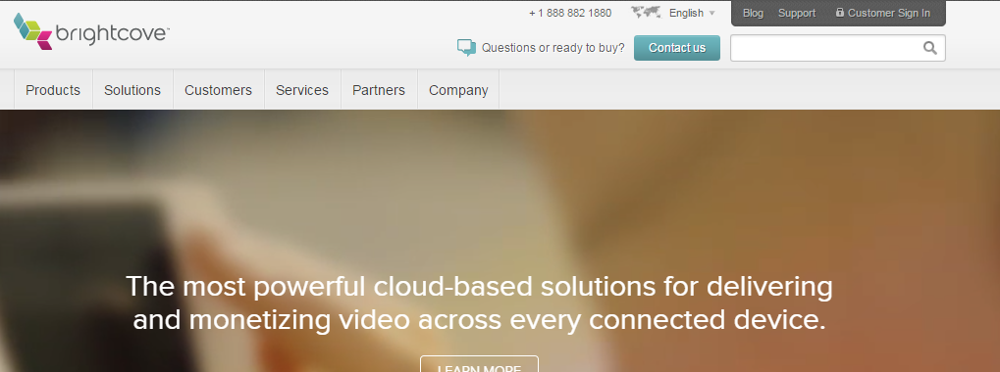 + 1 888 882 1880 English Blog Support Customer Sign In
brightcove™
Questions or ready to buy? Contact us
Products Solutions Customers Services Partners Company
The most powerful cloud-based solutions for delivering
and monetizing video across every connected device.
LEARN MORE